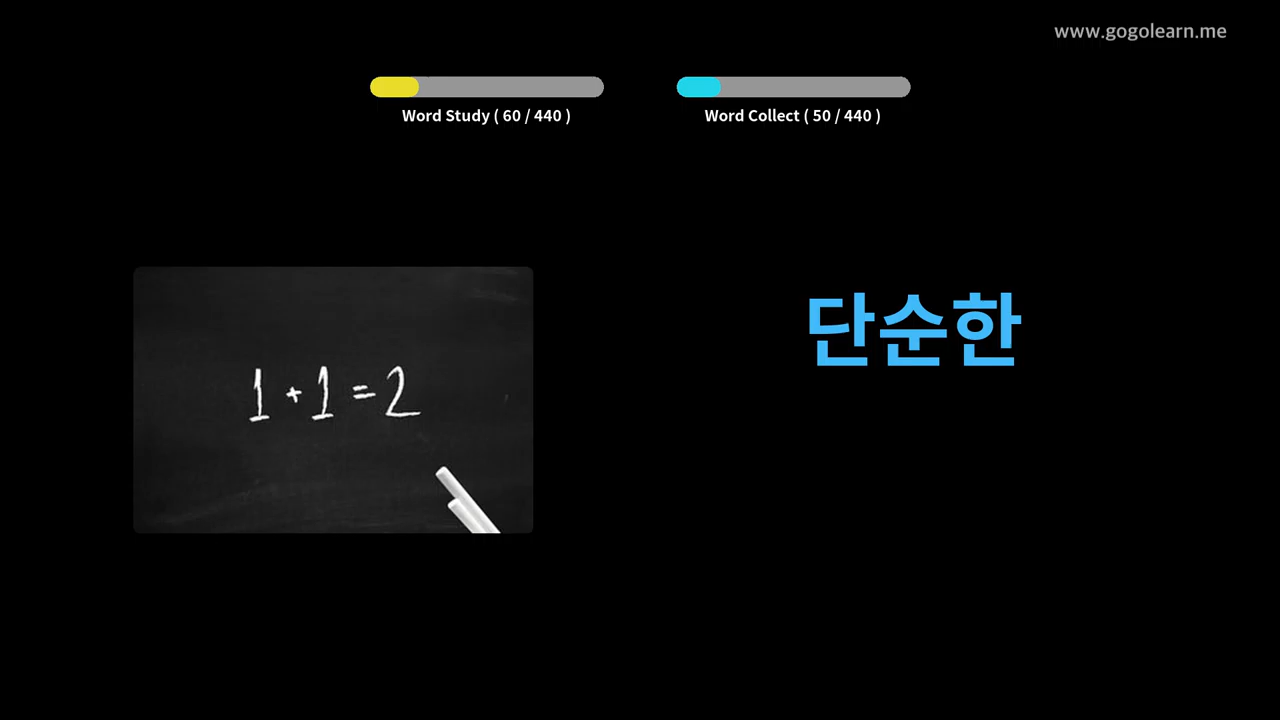 www.gogolearn.me
Word Study ( 60 / 440 )
Word Collect ( 50 / 440 )
단순한
1 + 1 = 2